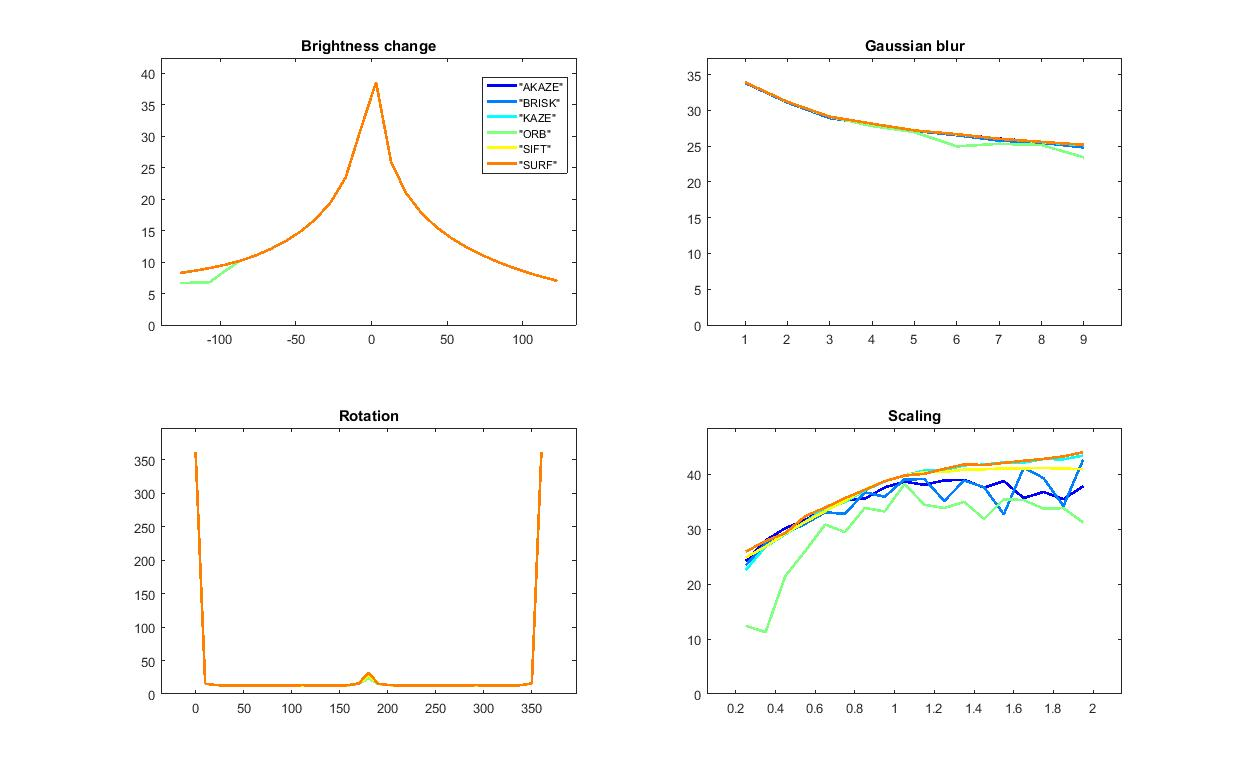 Brightness change
40
35
30
25
20
15
10
5
0
-100 -50 0 50 100
"AKAZE"
"BRISK"
"KAZE"
"ORB"
"SIFT"
"SURF"
Gaussian blur
35
30
25
20
15
10
5
0
1 2 3 4 5 6 7 8 9
Rotation
350
300
250
200
150
100
50
0
0 50 100 150 200 250 300 350
Scaling
40
30
20
10
0
0.2 0.4 0.6 0.8 1 1.2 1.4 1.6 1.8 2